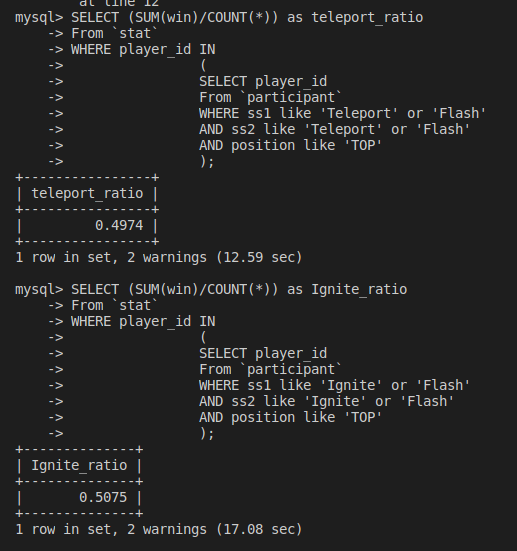 at line 12
mysql> SELECT (SUM(win)/COUNT(*)) as teleport_ratio
    -> From `stat`
    -> WHERE player_id IN
    ->                 (
    ->                 SELECT player_id
    ->                 From `participant`
    ->                 WHERE ss1 like 'Teleport' or 'Flash'
    ->                 AND ss2 like 'Teleport' or 'Flash'
    ->                 AND position like 'TOP'
    ->                 );
+----------------+
| teleport_ratio |
+----------------+
|         0.4974 |
+----------------+
1 row in set, 2 warnings (12.59 sec)

mysql> SELECT (SUM(win)/COUNT(*)) as Ignite_ratio
    -> From `stat`
    -> WHERE player_id IN
    ->                 (
    ->                 SELECT player_id
    ->                 From `participant`
    ->                 WHERE ss1 like 'Ignite' or 'Flash'
    ->                 AND ss2 like 'Ignite' or 'Flash'
    ->                 AND position like 'TOP'
    ->                 );
+--------------+
| Ignite_ratio |
+--------------+
|       0.5075 |
+--------------+
1 row in set, 2 warnings (17.08 sec)